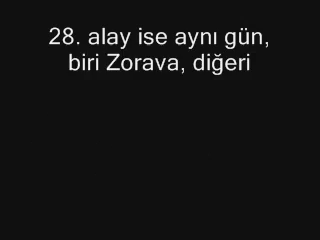 28. alay ise aynı gün,
biri Zorava, diğeri